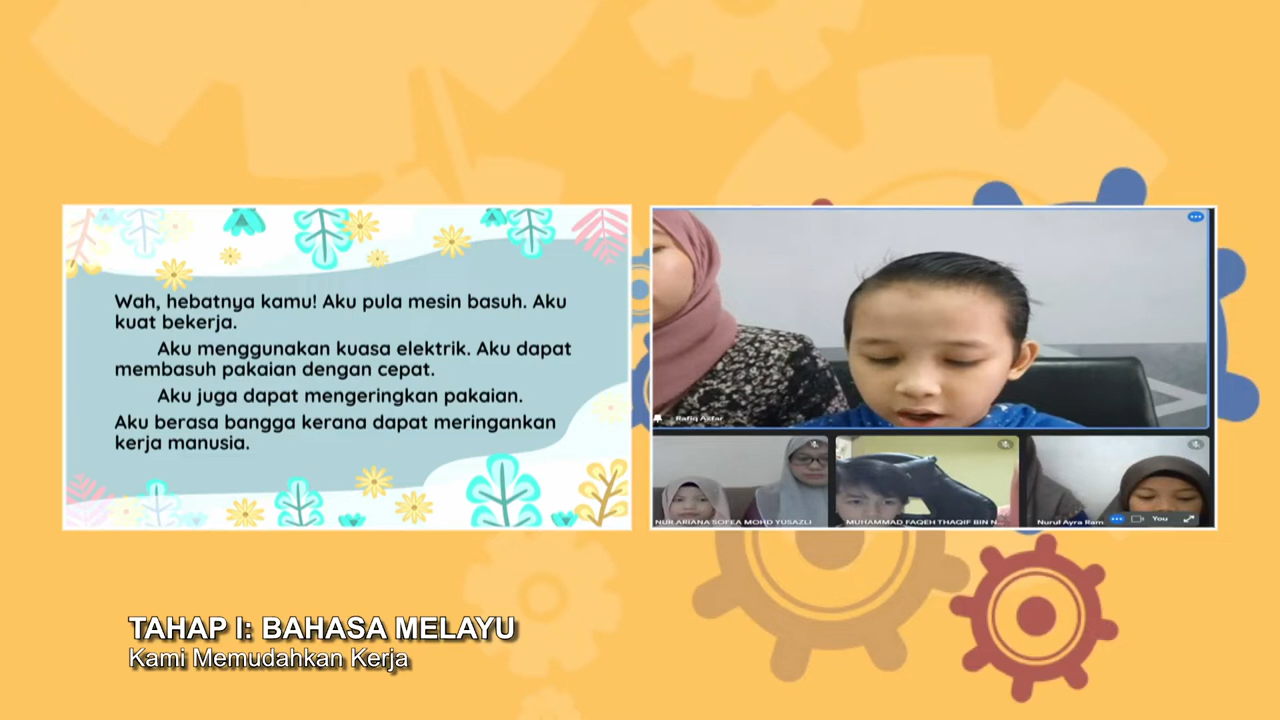 Wah, hebatnya kamu! Aku pula mesin basuh. Aku
kuat bekerja.
Aku menggunakan kuasa elektrik. Aku dapat
membasuh pakaian dengan cepat.
Aku juga dapat mengeringkan pakaian.
Aku berasa bangga kerana dapat meringankan
kerja manusia.
Rafiq Asfar
NUR ARIANA SOFEA MOHD YUSAZLI
MUHAMMAD FAQEH THAQIF BIN N...
Nurul Ayra Ram
You
TAHAP I: BAHASA MELAYU
Kami Memudahkan Kerja